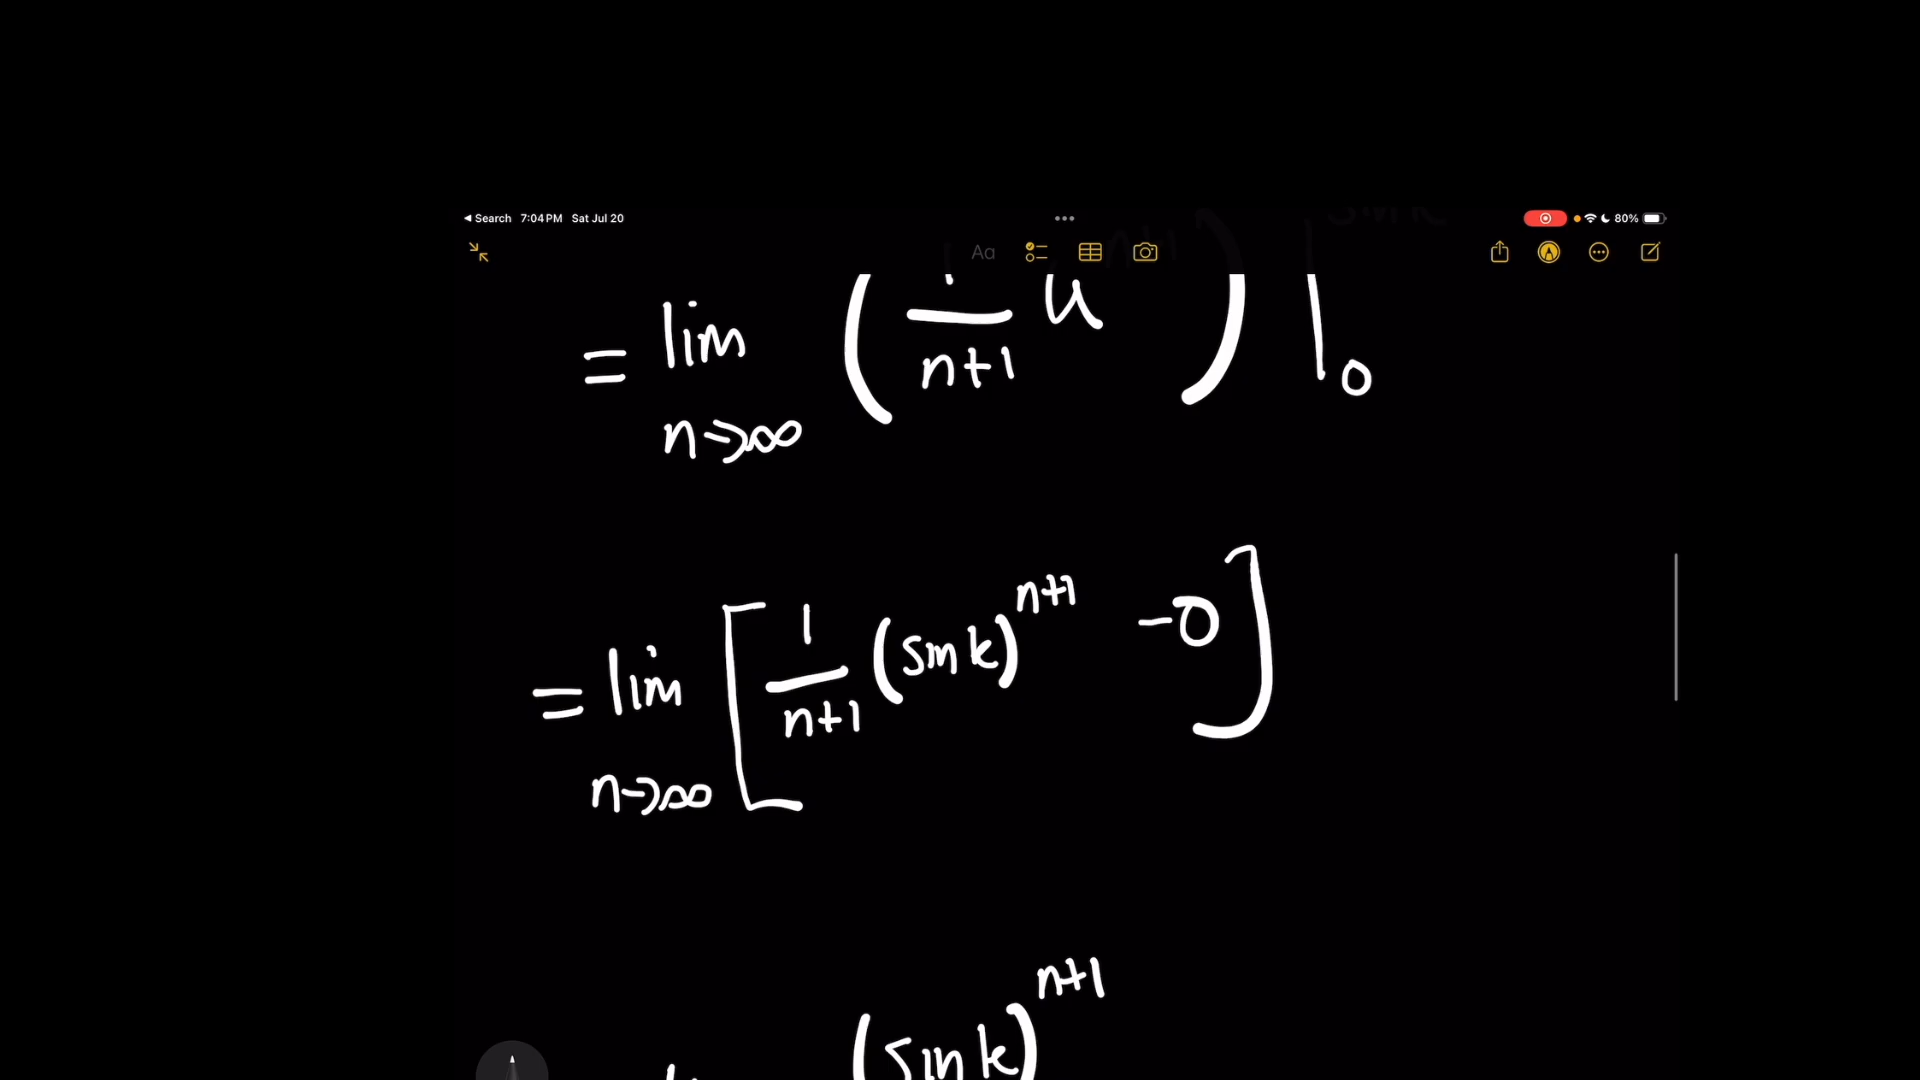 Search 7:04 PM Sat Jul 20 80%
Aa
= lim n→∞ ( 1/(n+1) u ) | 0
= lim n→∞ [ 1/(n+1) (sin k)^(n+1) - 0 ]
(sin k)^(n+1)